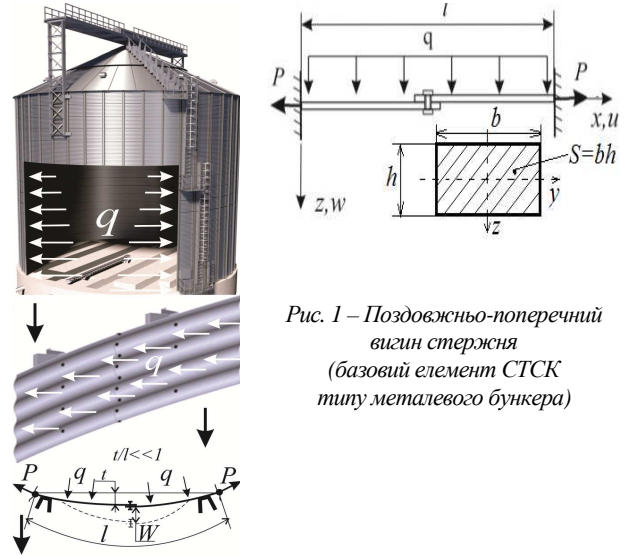 l
q
P
P
x,u
b
S=bh
h
y
z,w
z
q
Рис. 1 – Поздовжньо-поперечний
вигин стержня
(базовий елемент СТСК
типу металевого бункера)
q
t/l<<1
P
q
t
q
P
l
W